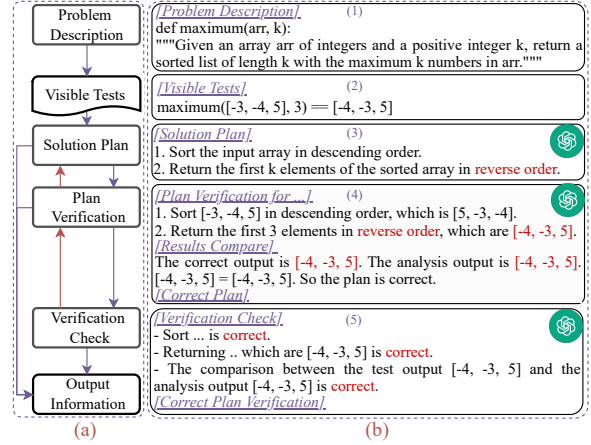 Problem
Description
Visible Tests
Solution Plan
Plan
Verification
Verification
Check
Output
Information
(a)
[Problem Description] (1)
def maximum(arr, k):
"""Given an array arr of integers and a positive integer k, return a
sorted list of length k with the maximum k numbers in arr."""
[Visible Tests] (2)
maximum([-3, -4, 5], 3) == [-4, -3, 5]
[Solution Plan] (3)
1. Sort the input array in descending order.
2. Return the first k elements of the sorted array in reverse order.
[Plan Verification for ...] (4)
1. Sort [-3, -4, 5] in descending order, which is [5, -3, -4].
2. Return the first 3 elements in reverse order, which are [-4, -3, 5].
[Results Compare]
The correct output is [-4, -3, 5]. The analysis output is [-4, -3, 5].
[-4, -3, 5] = [-4, -3, 5]. So the plan is correct.
[Correct Plan]
[Verification Check] (5)
- Sort ... is correct.
- Returning .. which are [-4, -3, 5] is correct.
- The comparison between the test output [-4, -3, 5] and the
analysis output [-4, -3, 5] is correct.
[Correct Plan Verification]
(b)